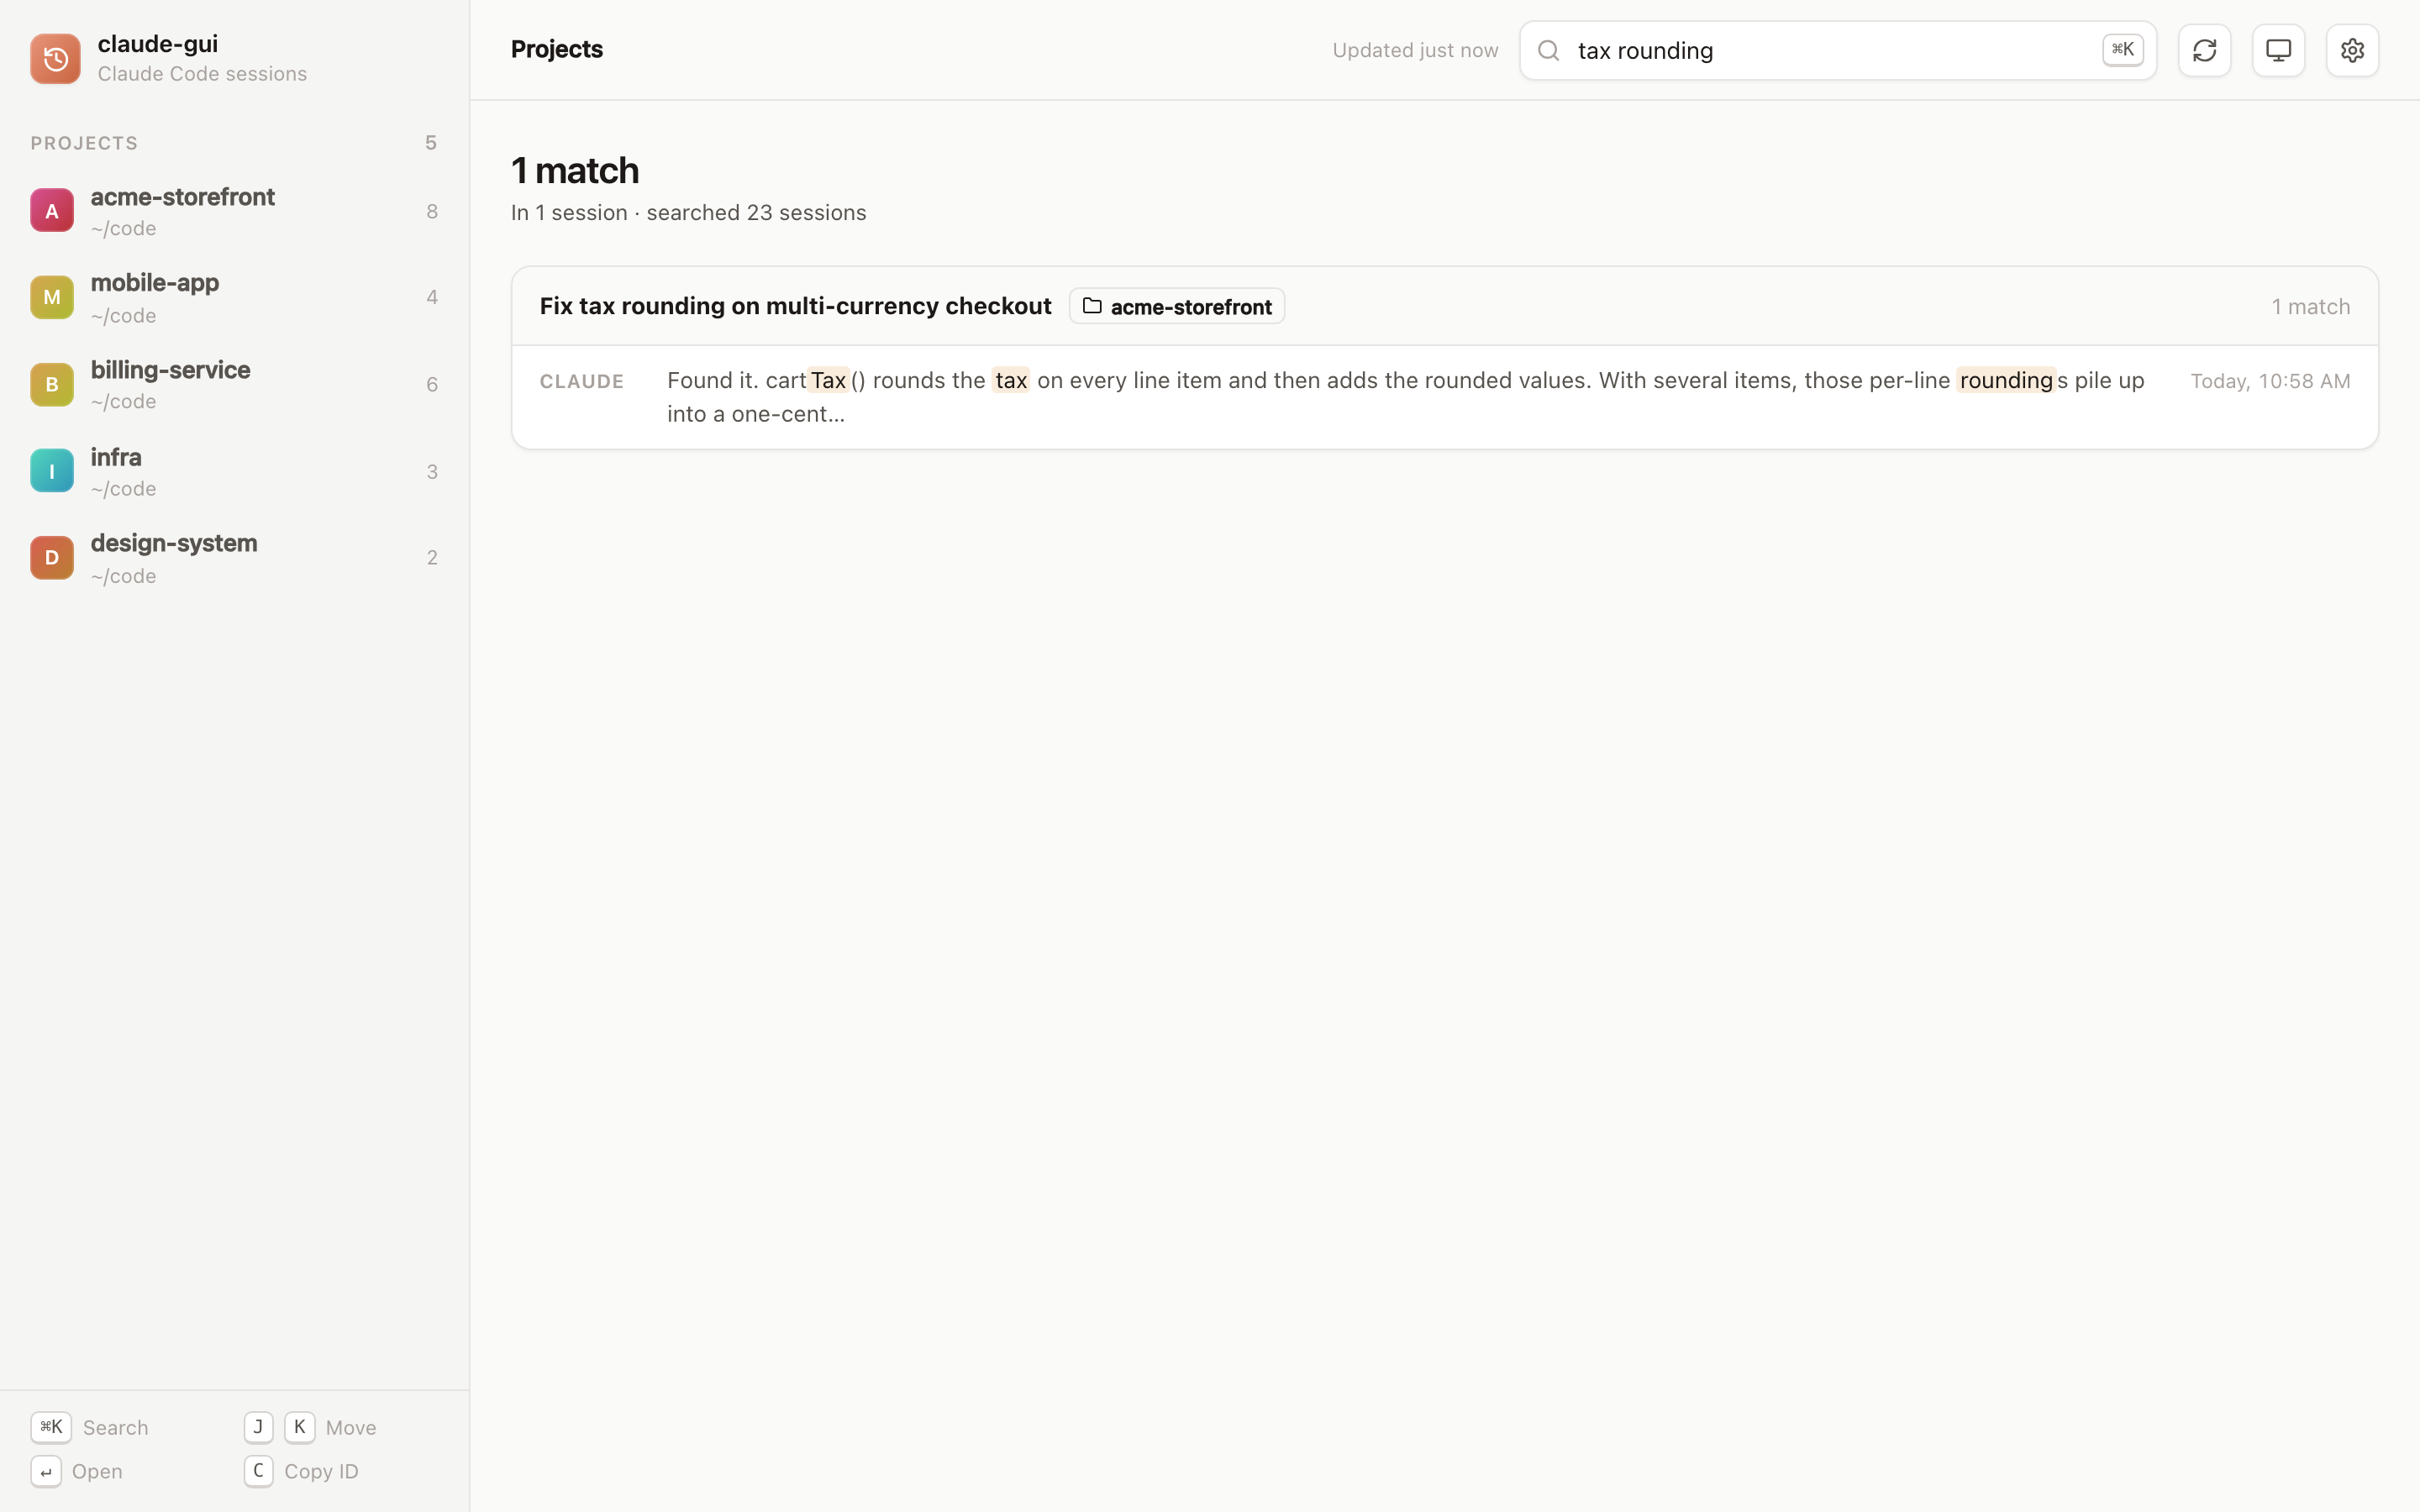 claude-gui
Claude Code sessions
PROJECTS 5
A acme-storefront 8
~/code
M mobile-app 4
~/code
B billing-service 6
~/code
I infra 3
~/code
D design-system 2
~/code
⌘K Search J K Move
↵ Open C Copy ID
Projects Updated just now tax rounding ⌘K
1 match
In 1 session · searched 23 sessions
Fix tax rounding on multi-currency checkout acme-storefront 1 match
CLAUDE Found it. cartTax() rounds the tax on every line item and then adds the rounded values. With several items, those per-line roundings pile up Today, 10:58 AM
into a one-cent…